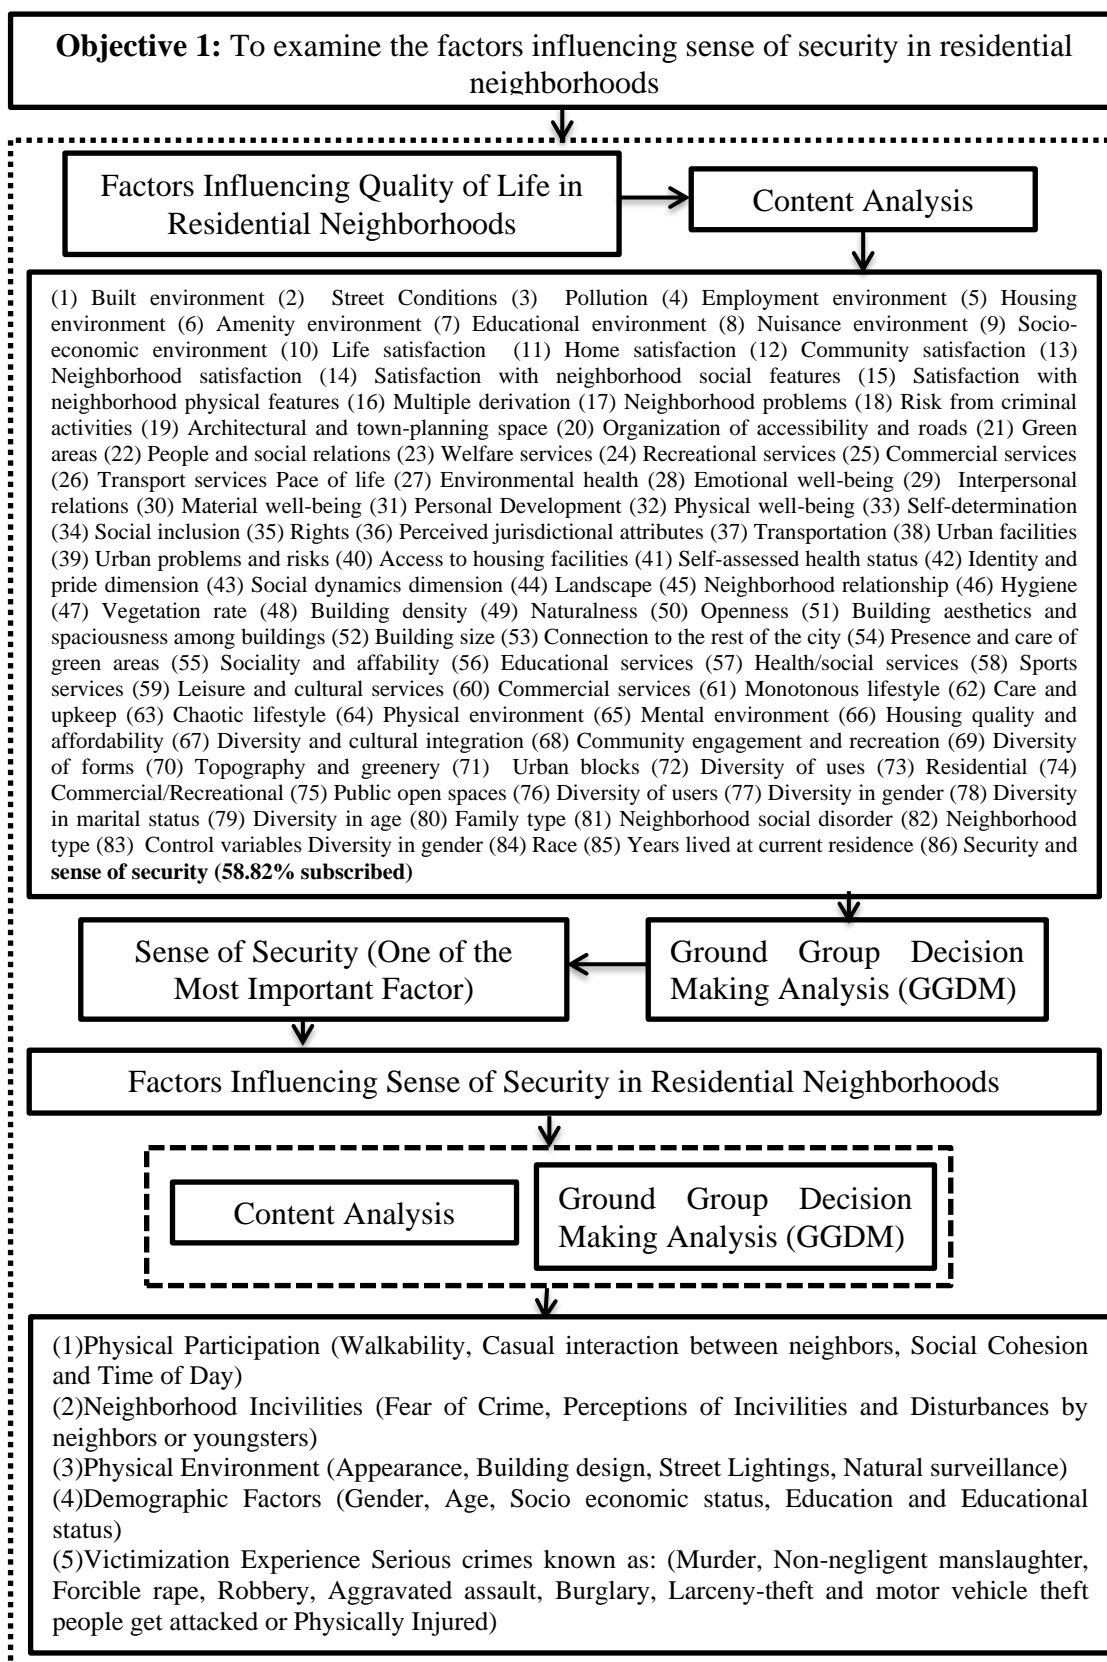 Objective 1: To examine the factors influencing sense of security in residential
neighborhoods
Factors Influencing Quality of Life in
Residential Neighborhoods
Content Analysis
(1) Built environment (2) Street Conditions (3) Pollution (4) Employment environment (5) Housing
environment (6) Amenity environment (7) Educational environment (8) Nuisance environment (9) Socio-
economic environment (10) Life satisfaction (11) Home satisfaction (12) Community satisfaction (13)
Neighborhood satisfaction (14) Satisfaction with neighborhood social features (15) Satisfaction with
neighborhood physical features (16) Multiple derivation (17) Neighborhood problems (18) Risk from criminal
activities (19) Architectural and town-planning space (20) Organization of accessibility and roads (21) Green
areas (22) People and social relations (23) Welfare services (24) Recreational services (25) Commercial services
(26) Transport services Pace of life (27) Environmental health (28) Emotional well-being (29) Interpersonal
relations (30) Material well-being (31) Personal Development (32) Physical well-being (33) Self-determination
(34) Social inclusion (35) Rights (36) Perceived jurisdictional attributes (37) Transportation (38) Urban facilities
(39) Urban problems and risks (40) Access to housing facilities (41) Self-assessed health status (42) Identity and
pride dimension (43) Social dynamics dimension (44) Landscape (45) Neighborhood relationship (46) Hygiene
(47) Vegetation rate (48) Building density (49) Naturalness (50) Openness (51) Building aesthetics and
spaciousness among buildings (52) Building size (53) Connection to the rest of the city (54) Presence and care of
green areas (55) Sociality and affability (56) Educational services (57) Health/social services (58) Sports
services (59) Leisure and cultural services (60) Commercial services (61) Monotonous lifestyle (62) Care and
upkeep (63) Chaotic lifestyle (64) Physical environment (65) Mental environment (66) Housing quality and
affordability (67) Diversity and cultural integration (68) Community engagement and recreation (69) Diversity
of forms (70) Topography and greenery (71) Urban blocks (72) Diversity of uses (73) Residential (74)
Commercial/Recreational (75) Public open spaces (76) Diversity of users (77) Diversity in gender (78) Diversity
in marital status (79) Diversity in age (80) Family type (81) Neighborhood social disorder (82) Neighborhood
type (83) Control variables Diversity in gender (84) Race (85) Years lived at current residence (86) Security and
sense of security (58.82% subscribed)
Sense of Security (One of the
Most Important Factor)
Ground Group Decision
Making Analysis (GGDM)
Factors Influencing Sense of Security in Residential Neighborhoods
Content Analysis
Ground Group Decision
Making Analysis (GGDM)
(1)Physical Participation (Walkability, Casual interaction between neighbors, Social Cohesion
and Time of Day)
(2)Neighborhood Incivilities (Fear of Crime, Perceptions of Incivilities and Disturbances by
neighbors or youngsters)
(3)Physical Environment (Appearance, Building design, Street Lightings, Natural surveillance)
(4)Demographic Factors (Gender, Age, Socio economic status, Education and Educational
status)
(5)Victimization Experience Serious crimes known as: (Murder, Non-negligent manslaughter,
Forcible rape, Robbery, Aggravated assault, Burglary, Larceny-theft and motor vehicle theft
people get attacked or Physically Injured)